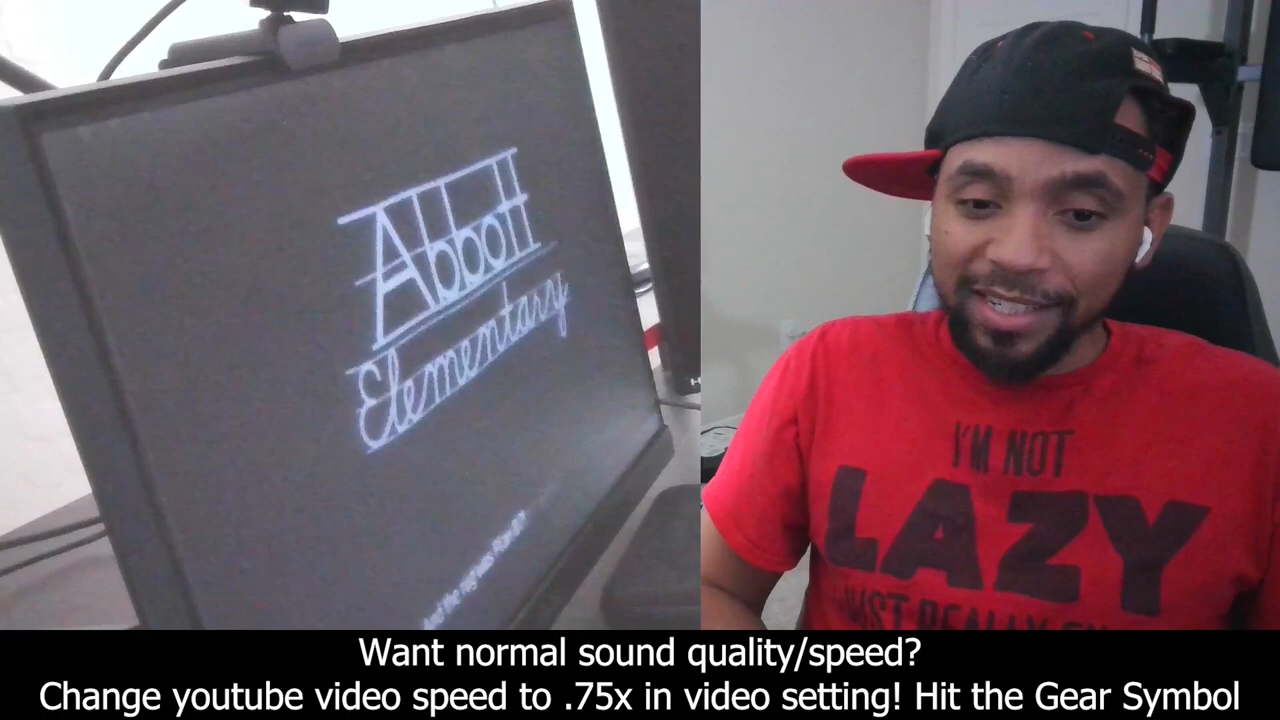 Abbott
Elementary
I'M NOT
LAZY
Want normal sound quality/speed?
Change youtube video speed to .75x in video setting! Hit the Gear Symbol